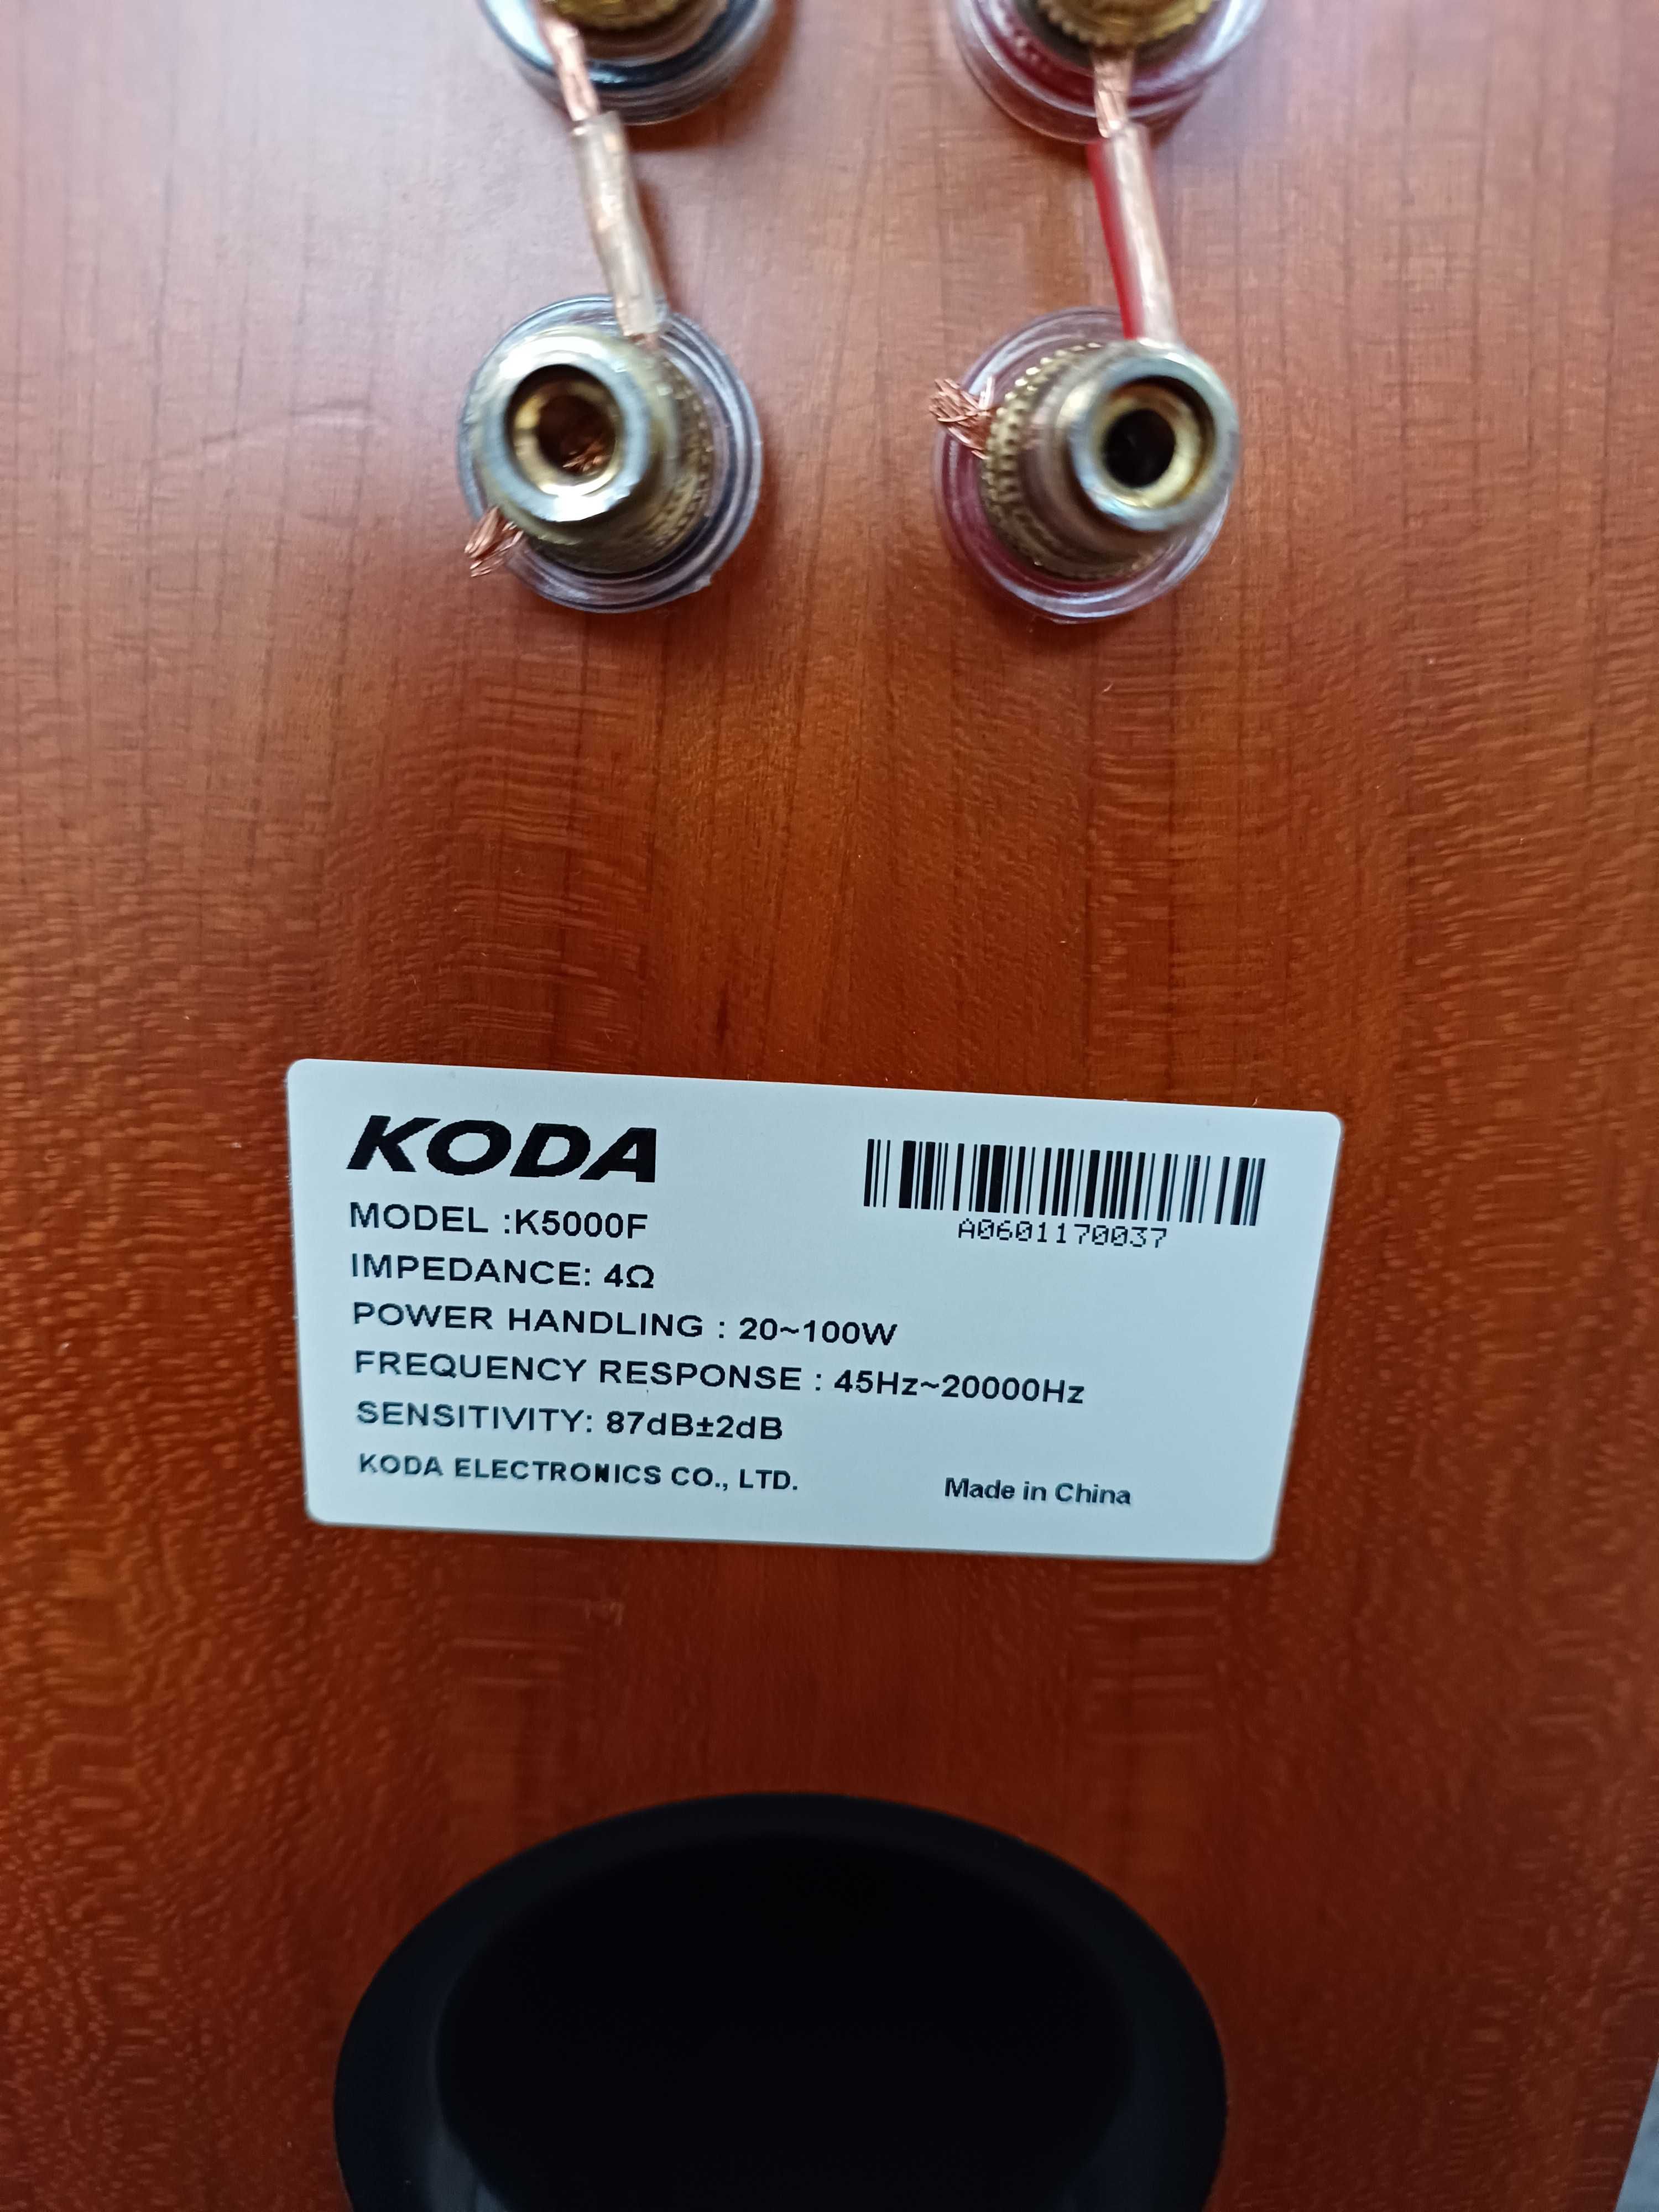 KODA
A0601170037
MODEL :K5000F
IMPEDANCE: 4Ω
POWER HANDLING : 20~100W
FREQUENCY RESPONSE : 45Hz~20000Hz
SENSITIVITY: 87dB±2dB
KODA ELECTRONICS CO., LTD.
Made in China